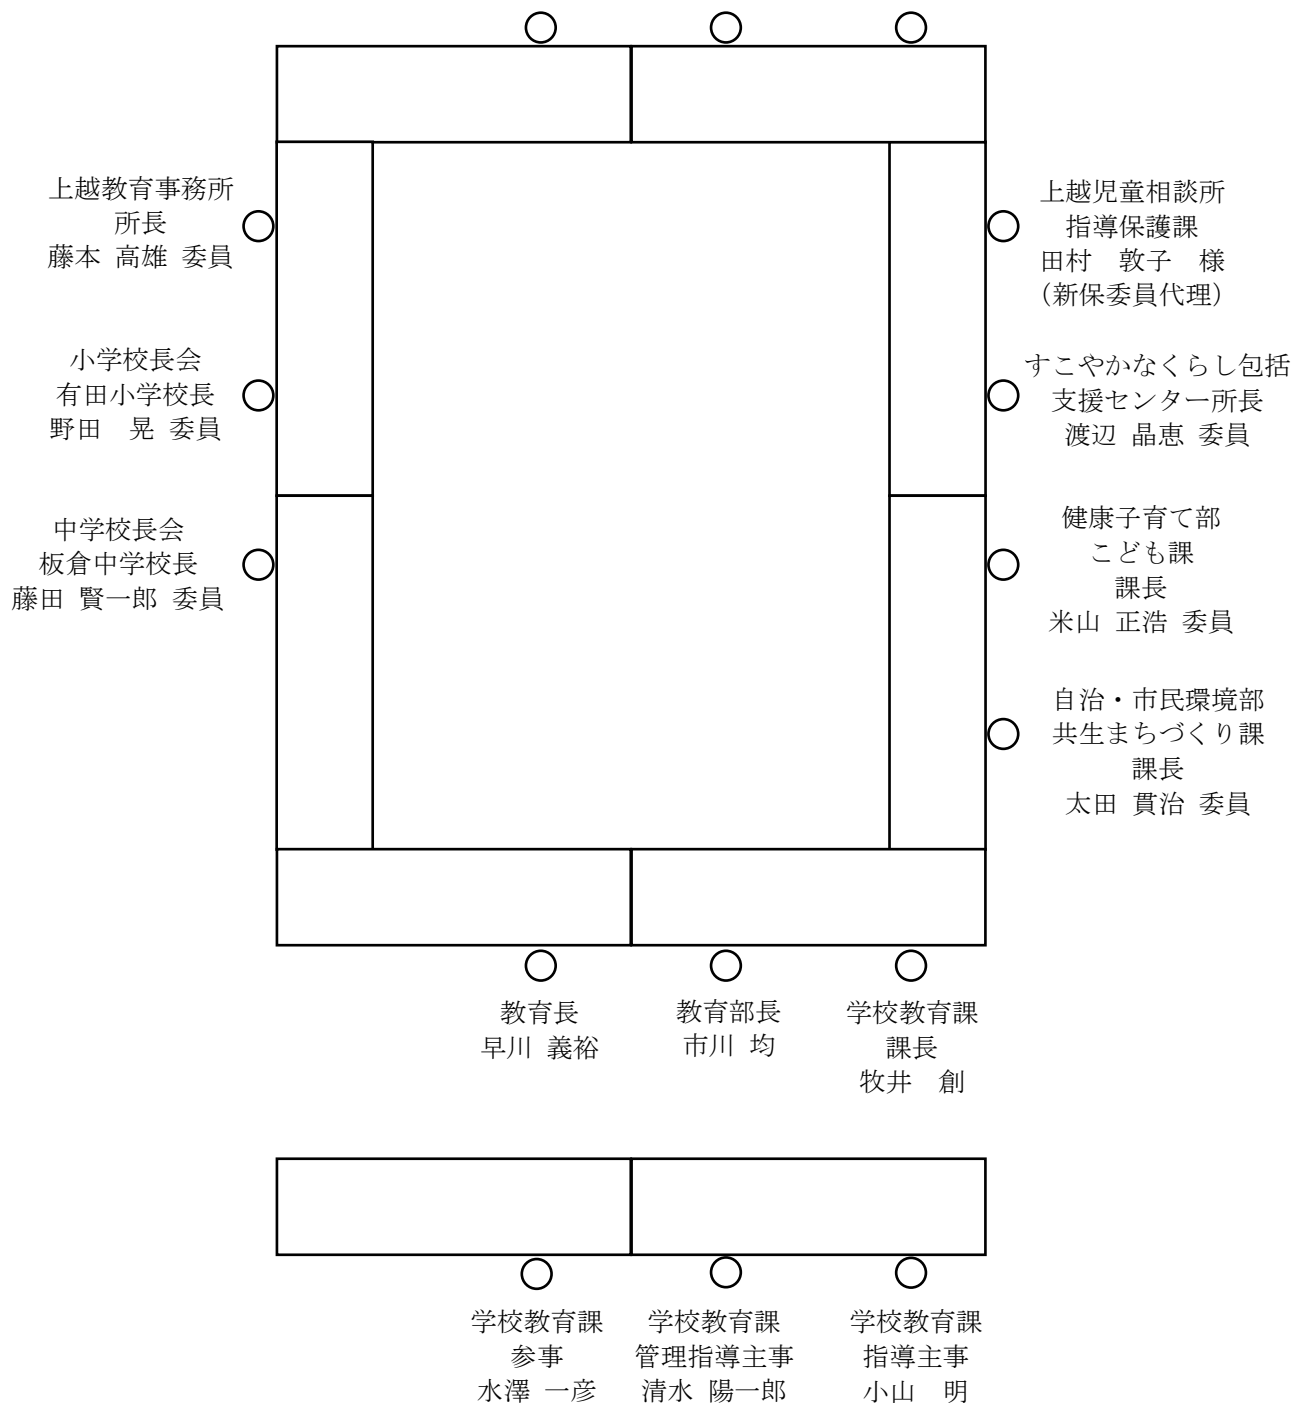 上越教育事務所
所長
藤本 高雄 委員
小学校長会
有田小学校長
野田　晃 委員
中学校長会
板倉中学校長
藤田 賢一郎 委員
上越児童相談所
指導保護課
田村　敦子　様
（新保委員代理）
すこやかなくらし包括
支援センター所長
渡辺 晶恵 委員
健康子育て部
こども課
課長
米山 正浩 委員
自治・市民環境部
共生まちづくり課
課長
太田 貫治 委員
教育長
早川 義裕
教育部長
市川 均
学校教育課
課長
牧井　創
学校教育課
参事
水澤 一彦
学校教育課
管理指導主事
清水 陽一郎
学校教育課
指導主事
小山　明